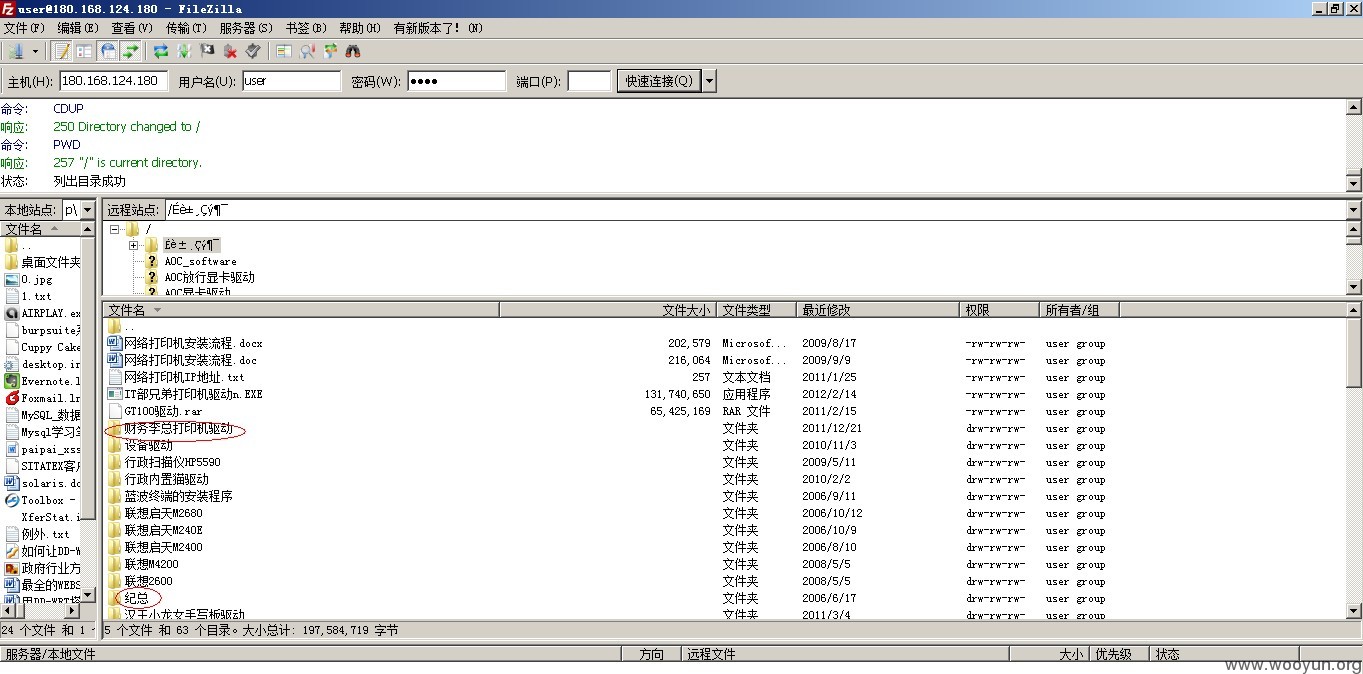 user@180.168.124.180 - FileZilla
文件(F) 编辑(E) 查看(V) 传输(T) 服务器(S) 书签(B) 帮助(H) 有新版本了! (N)
主机(H): 180.168.124.180 用户名(U): user 密码(W): ●●●● 端口(P): 快速连接(Q)
命令: CDUP
响应: 250 Directory changed to /
命令: PWD
响应: 257 "/" is current directory.
状态: 列出目录成功
本地站点: p\ 远程站点: /Éè±¸Çý¶¯
/
Éè±¸Çý¶¯
AOC_software
AOC放行显卡驱动
AOC显卡驱动
文件名
..
桌面文件夹
0.jpg
1.txt
AIRPLAY.ex
burpsuite
Cuppy Cake
desktop.in
Evernote.l
Foxmail.ln
MySQL_数据
Mysql学习
paipai_xss
SITATEX客户
solaris.do
Toolbox -
XferStat.i
例外.txt
如何让DD-W
政府行业方
最全的WEBS
用DD-WRT搭
24 个文件 和 1
文件名 文件大小 文件类型 最近修改 权限 所有者/组
..
网络打印机安装流程.docx 202,579 Microsof... 2009/8/17 -rw-rw-rw- user group
网络打印机安装流程.doc 216,064 Microsof... 2009/9/9 -rw-rw-rw- user group
网络打印机IP地址.txt 257 文本文档 2011/1/25 -rw-rw-rw- user group
IT部兄弟打印机驱动n.EXE 131,740,650 应用程序 2012/2/14 -rw-rw-rw- user group
GT100驱动.rar 65,425,169 RAR 文件 2011/2/15 -rw-rw-rw- user group
财务李总打印机驱动 文件夹 2011/12/21 drw-rw-rw- user group
设备驱动 文件夹 2010/11/3 drw-rw-rw- user group
行政扫描仪HP5590 文件夹 2009/5/11 drw-rw-rw- user group
行政内置猫驱动 文件夹 2010/2/2 drw-rw-rw- user group
蓝波终端的安装程序 文件夹 2006/9/11 drw-rw-rw- user group
联想启天M2680 文件夹 2006/10/12 drw-rw-rw- user group
联想启天M240E 文件夹 2006/10/9 drw-rw-rw- user group
联想启天M2400 文件夹 2006/8/10 drw-rw-rw- user group
联想M4200 文件夹 2008/5/5 drw-rw-rw- user group
联想2600 文件夹 2008/5/5 drw-rw-rw- user group
纪总 文件夹 2006/6/17 drw-rw-rw- user group
汉王小龙女手写板驱动 文件夹 2011/3/4 drw-rw-rw- user group
5 个文件 和 63 个目录。大小总计: 197,584,719 字节
服务器/本地文件 方向 远程文件 大小 优先级 状态
www.wooyun.org